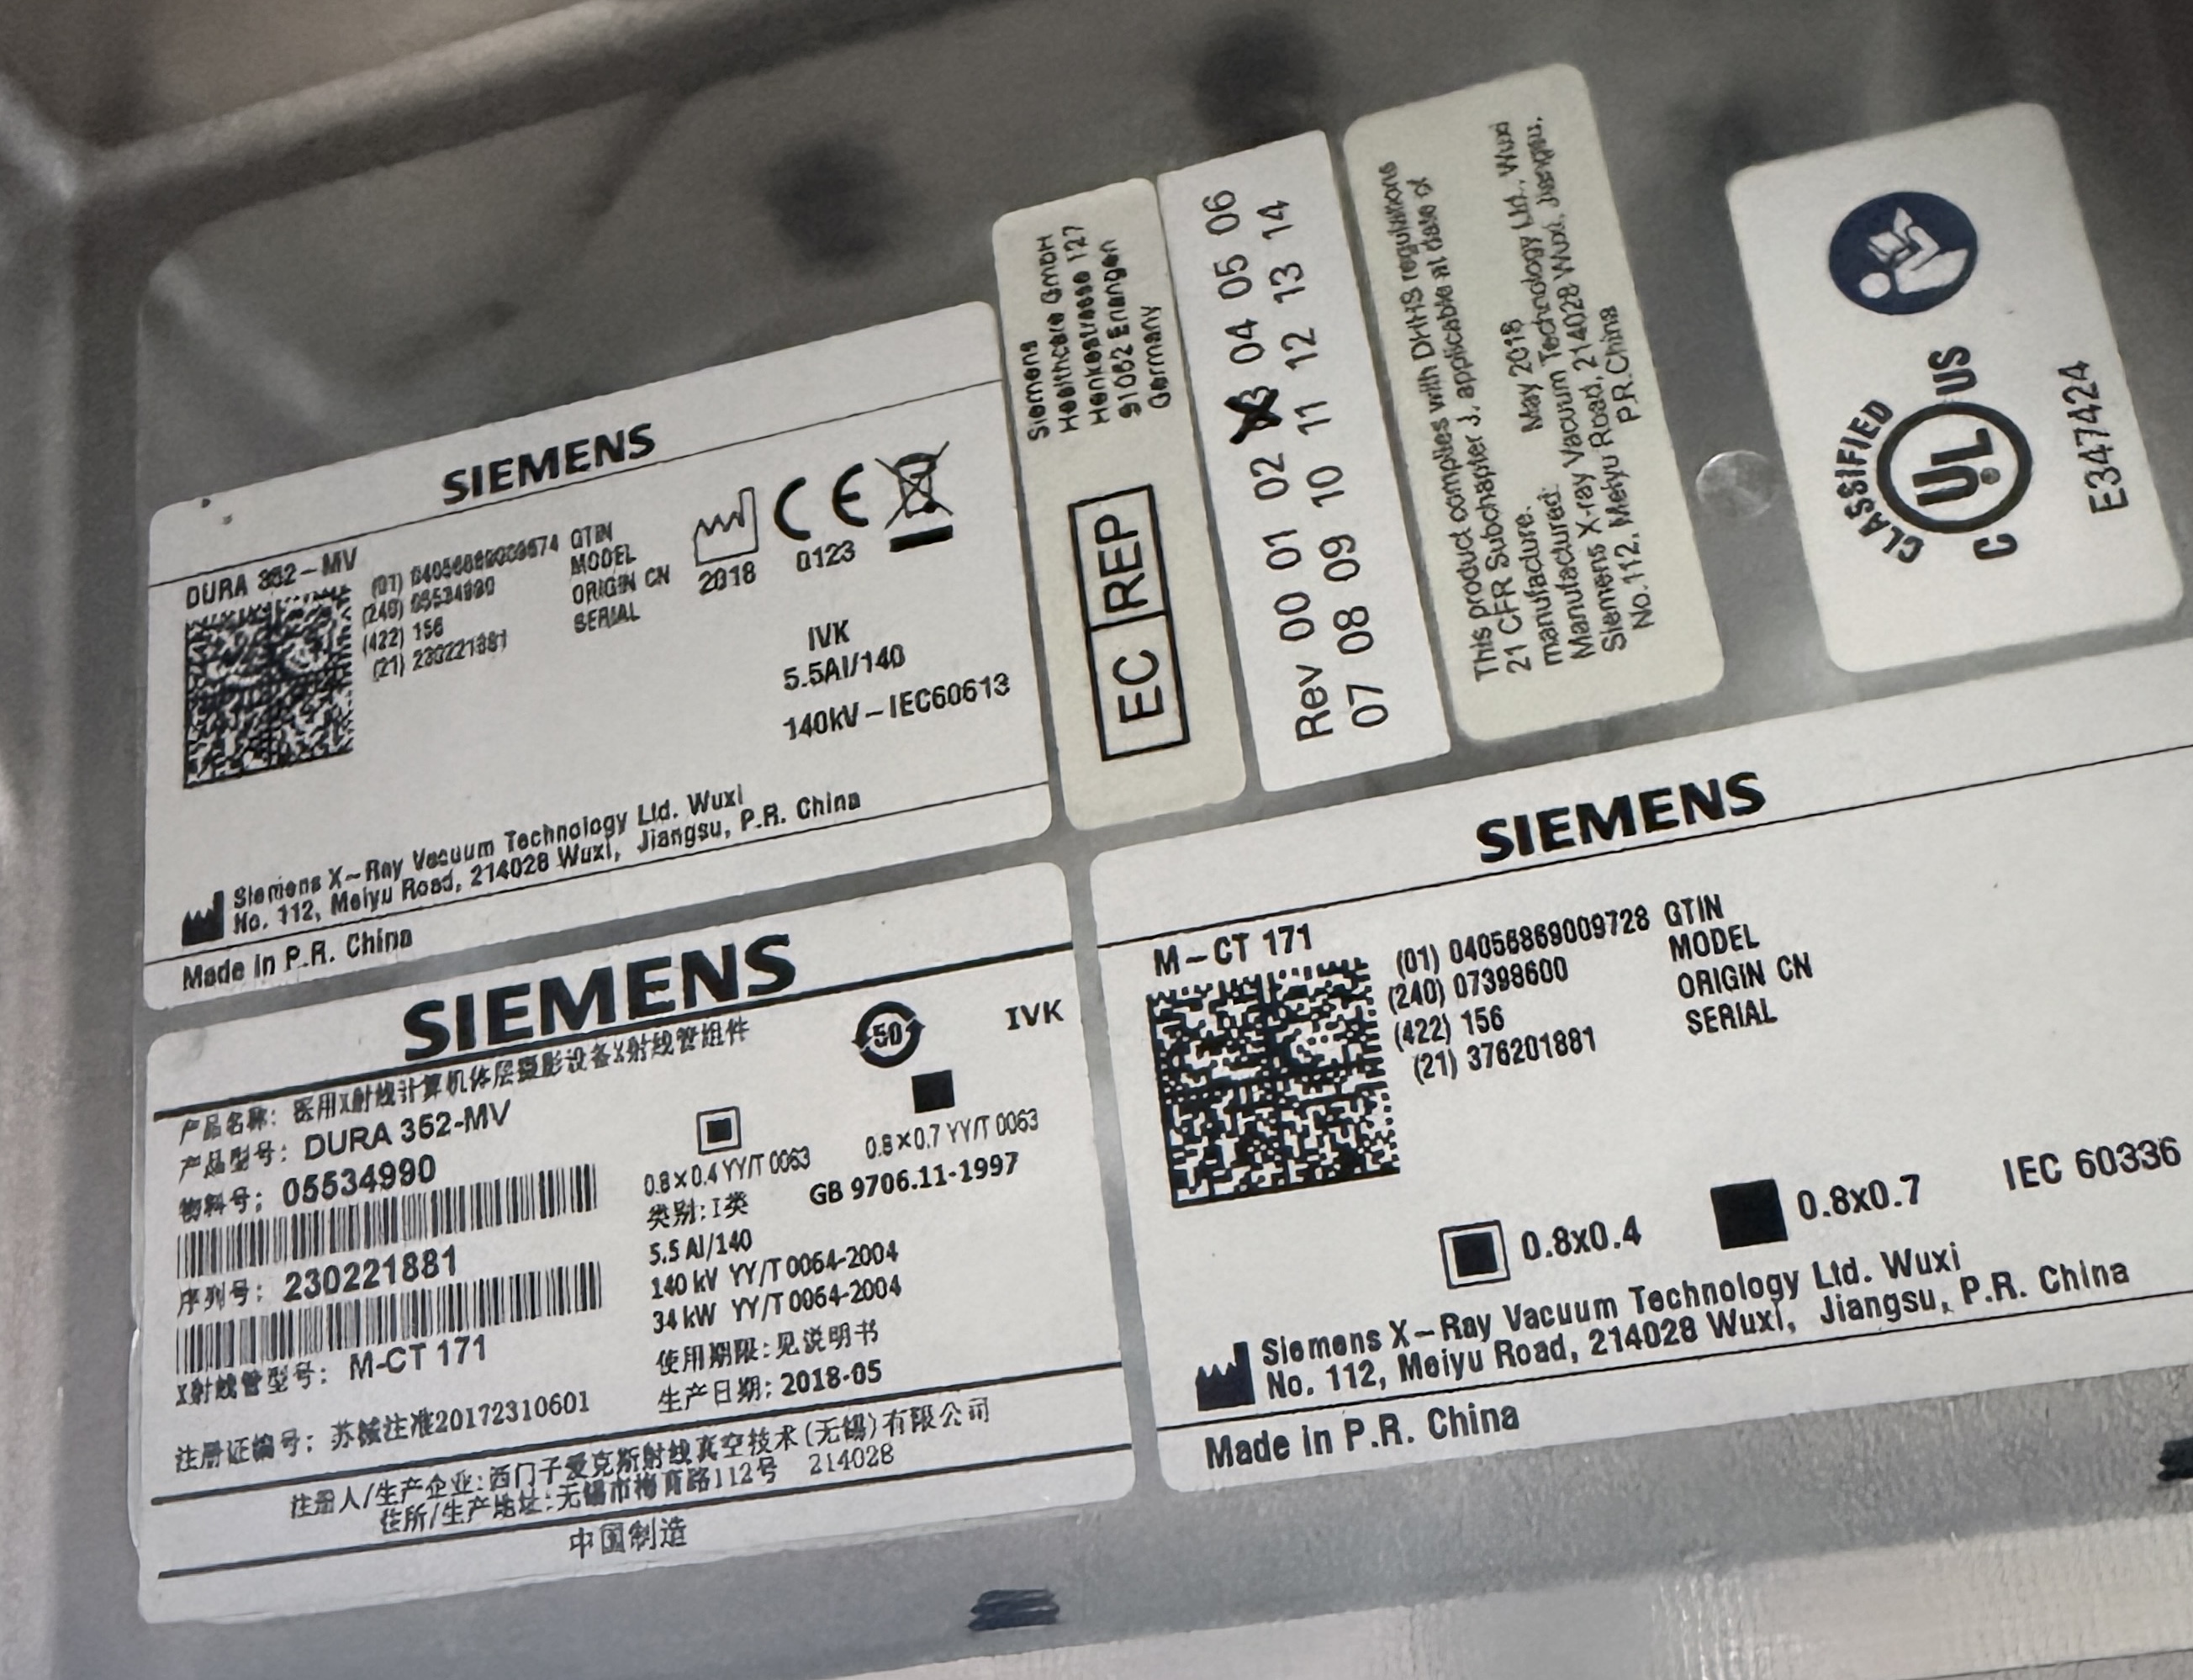 SIEMENS
DURA 352-MV
(01) 04056869009674 GTIN
(240) 05534990 MODEL
(422) 156 ORIGIN CN
(21) 230221881 SERIAL
2018
CE
0123
IVK
5.5Al/140
140kV-IEC60613
Siemens X-Ray Vacuum Technology Ltd. Wuxi
No. 112, Meiyu Road, 214028 Wuxi, Jiangsu, P.R. China
Made in P.R. China
Siemens
Healthcare GmbH
Henkestrasse 127
91052 Erlangen
Germany
EC REP
Rev 00 01 02 03 04 05 06
07 08 09 10 11 12 13 14
This product complies with DHHS regulations
21 CFR Subchapter J, applicable at date of
manufacture. May 2018
Manufactured:
Siemens X-ray Vacuum Technology Ltd., Wuxi
No.112, Meiyu Road, 214028 Wuxi, Jiangsu,
P.R.China
CLASSIFIED
C UL US
E347424
SIEMENS
产品名称: 医用X射线计算机体层摄影设备X射线管组件
产品型号: DURA 352-MV
物料号: 05534990
序列号: 230221881
X射线管型号: M-CT 171
注册证编号: 苏械注准20172310601
50
IVK
0.8×0.4 YY/T 0063
0.8×0.7 YY/T 0063
类别: I类
GB 9706.11-1997
5.5 Al/140
140 kV YY/T 0064-2004
34 kW YY/T 0064-2004
使用期限: 见说明书
生产日期: 2018-05
注册人/生产企业: 西门子爱克斯射线真空技术(无锡)有限公司
住所/生产地址: 无锡市梅育路112号 214028
中国制造
SIEMENS
M-CT 171
(01) 04056869009728 GTIN
(240) 07398600 MODEL
(422) 156 ORIGIN CN
(21) 376201881 SERIAL
0.8x0.4
0.8x0.7
IEC 60336
Siemens X-Ray Vacuum Technology Ltd. Wuxi
No. 112, Meiyu Road, 214028 Wuxi, Jiangsu, P.R. China
Made in P.R. China